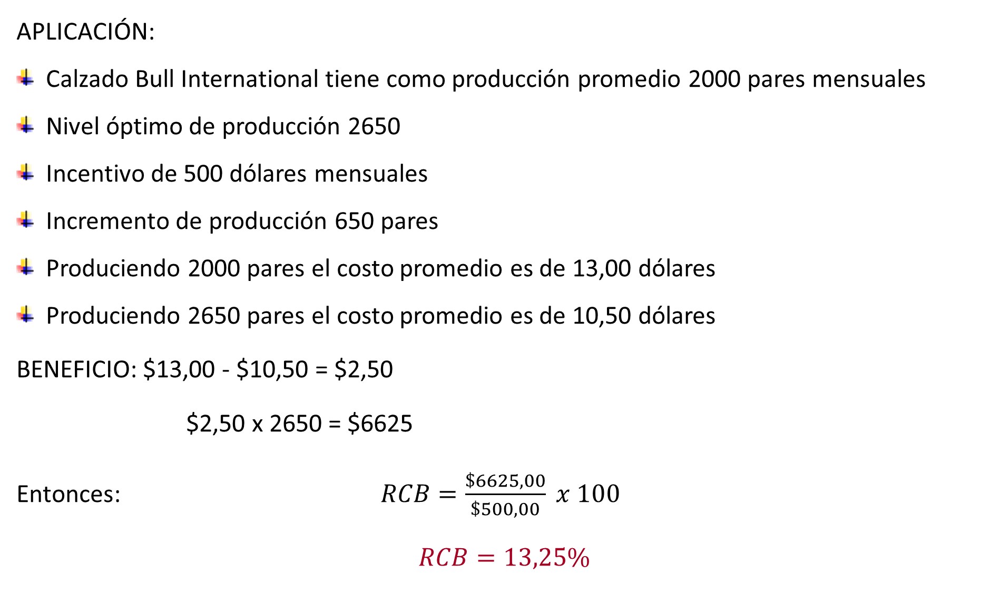 APLICACIÓN:
Calzado Bull International tiene como producción promedio 2000 pares mensuales
Nivel óptimo de producción 2650
Incentivo de 500 dólares mensuales
Incremento de producción 650 pares
Produciendo 2000 pares el costo promedio es de 13,00 dólares
Produciendo 2650 pares el costo promedio es de 10,50 dólares
BENEFICIO: $13,00 - $10,50 = $2,50
$2,50 x 2650 = $6625
Entonces: RCB = $6625,00 / $500,00 x 100
RCB = 13,25%